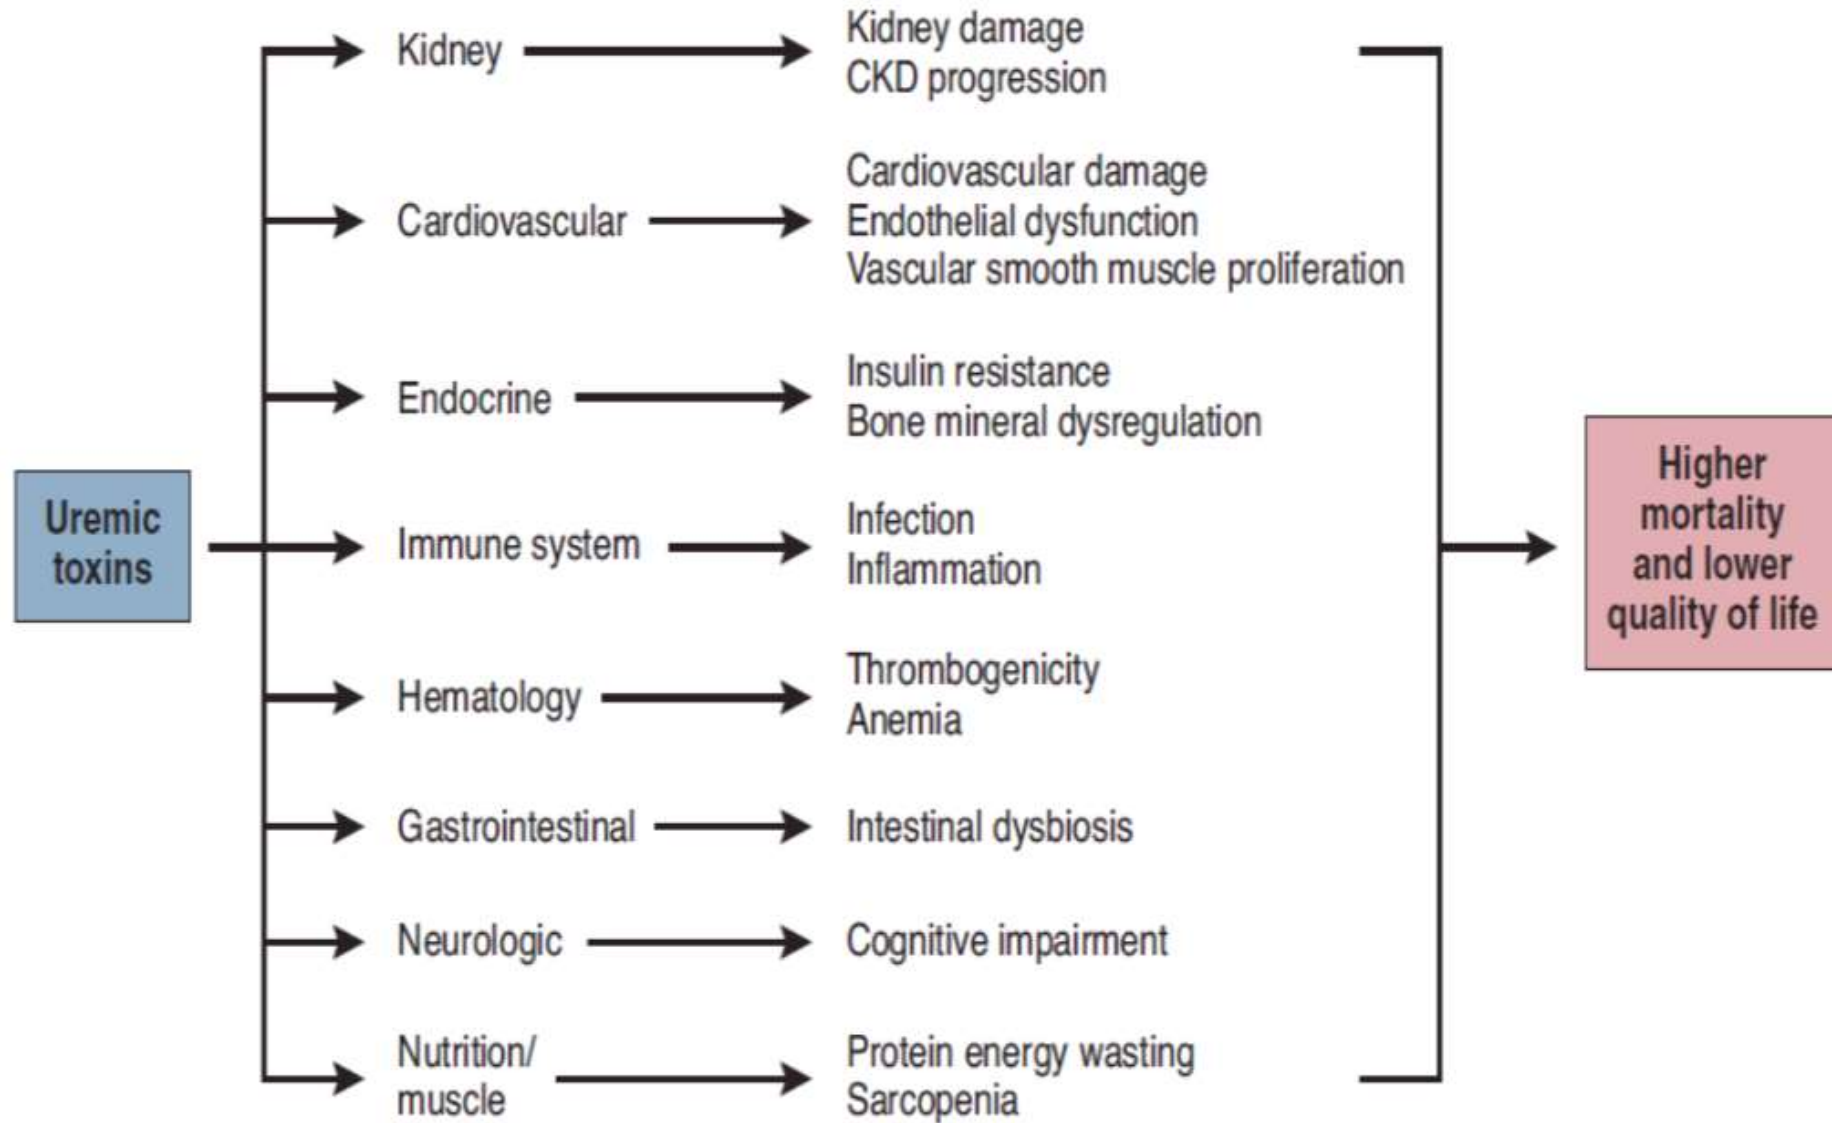 Uremic
toxins
Kidney
Kidney damage
CKD progression
Cardiovascular
Cardiovascular damage
Endothelial dysfunction
Vascular smooth muscle proliferation
Endocrine
Insulin resistance
Bone mineral dysregulation
Immune system
Infection
Inflammation
Hematology
Thrombogenicity
Anemia
Gastrointestinal
Intestinal dysbiosis
Neurologic
Cognitive impairment
Nutrition/
muscle
Protein energy wasting
Sarcopenia
Higher
mortality
and lower
quality of life